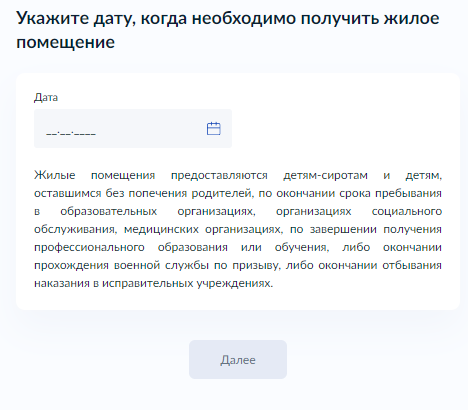 Укажите дату, когда необходимо получить жилое
помещение
Дата
__.__.____
Жилые помещения предоставляются детям-сиротам и детям,
оставшимся без попечения родителей, по окончании срока пребывания
в образовательных организациях, организациях социального
обслуживания, медицинских организациях, по завершении получения
профессионального образования или обучения, либо окончании
прохождения военной службы по призыву, либо окончании отбывания
наказания в исправительных учреждениях.
Далее